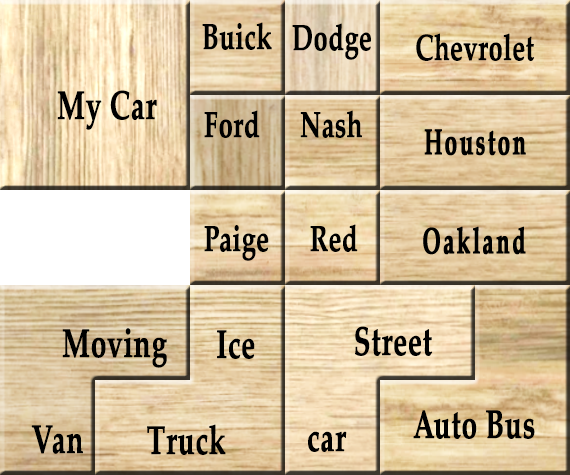 Buick Dodge Chevrolet
My Car
Ford Nash Houston
Paige Red Oakland
Moving Ice Street
Van Truck car Auto Bus